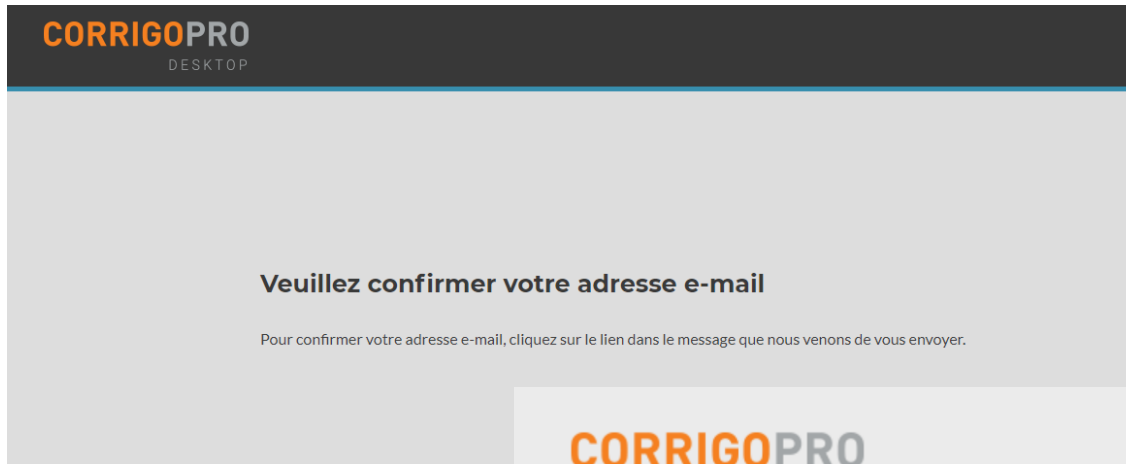 CORRIGOPRO
DESKTOP
Veuillez confirmer votre adresse e-mail
Pour confirmer votre adresse e-mail, cliquez sur le lien dans le message que nous venons de vous envoyer.
CORRIGOPRO